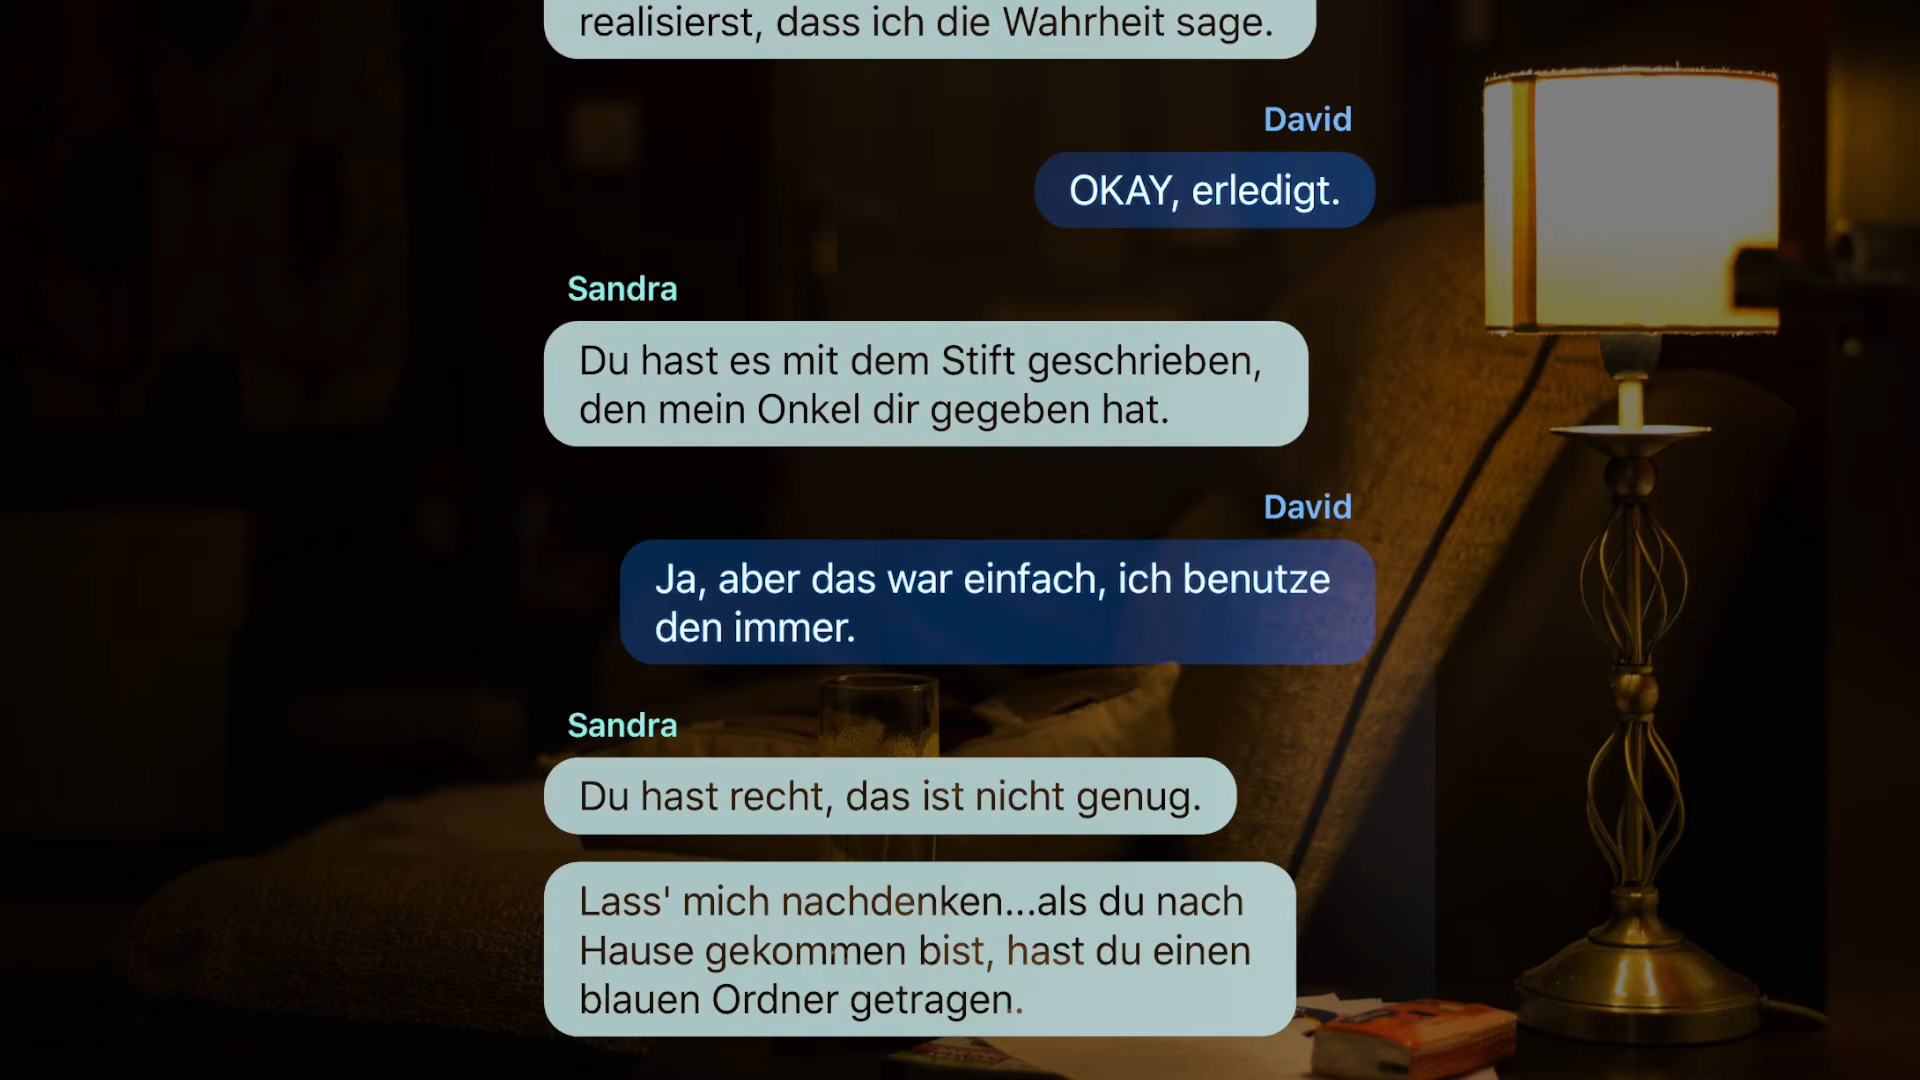 realisierst, dass ich die Wahrheit sage.
David
OKAY, erledigt.
Sandra
Du hast es mit dem Stift geschrieben,
den mein Onkel dir gegeben hat.
David
Ja, aber das war einfach, ich benutze
den immer.
Sandra
Du hast recht, das ist nicht genug.
Lass' mich nachdenken...als du nach
Hause gekommen bist, hast du einen
blauen Ordner getragen.